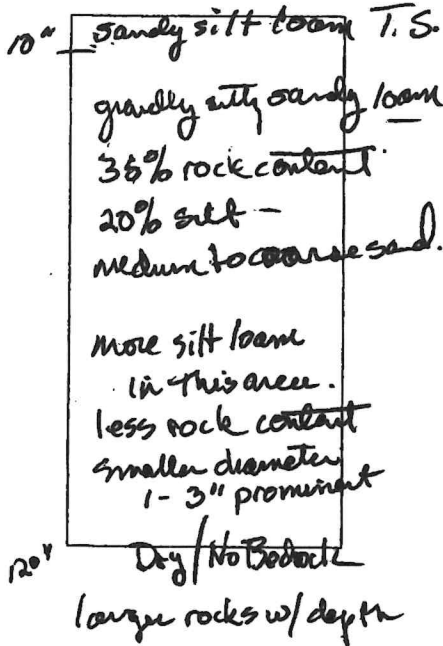 10" sandy silt loam T.S.
gravelly silty sandy loam
35% rock content.
20% silt -
medium to coarse sand.
more silt loam
in this area.
less rock content
smaller diameter
1 - 3" prominent
120" Dry / No Bedrock
larger rocks w/ depth